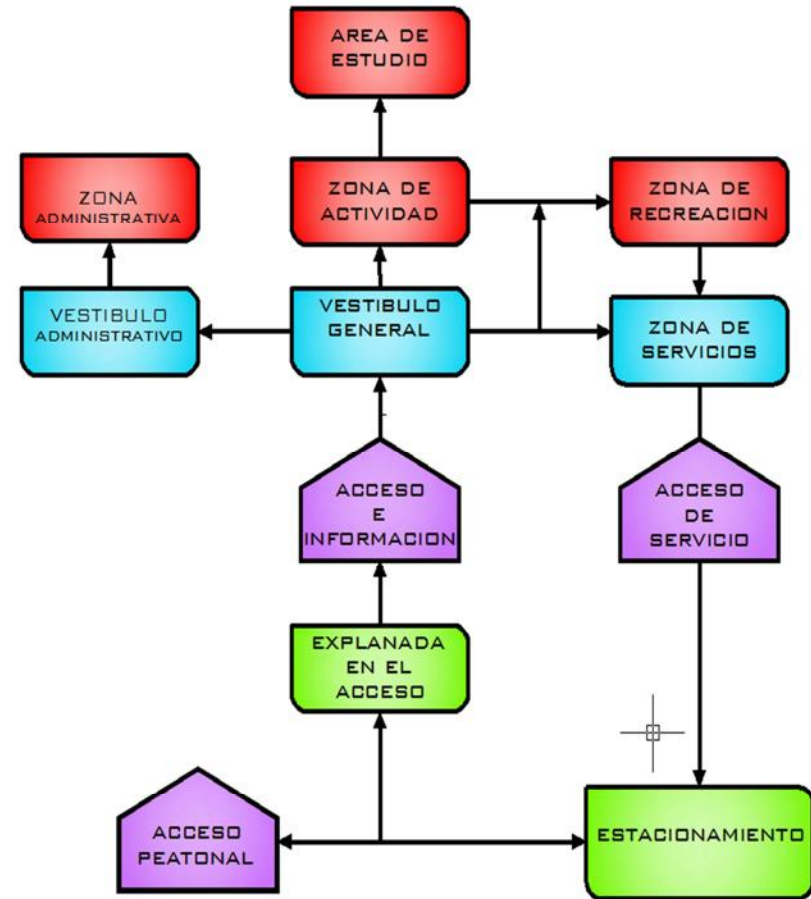 AREA DE
ESTUDIO
ZONA
ADMINISTRATIVA
ZONA DE
ACTIVIDAD
ZONA DE
RECREACION
VESTIBULO
ADMINISTRATIVO
VESTIBULO
GENERAL
ZONA DE
SERVICIOS
ACCESO
E
INFORMACION
ACCESO
DE
SERVICIO
EXPLANADA
EN EL
ACCESO
ACCESO
PEATONAL
ESTACIONAMIENTO